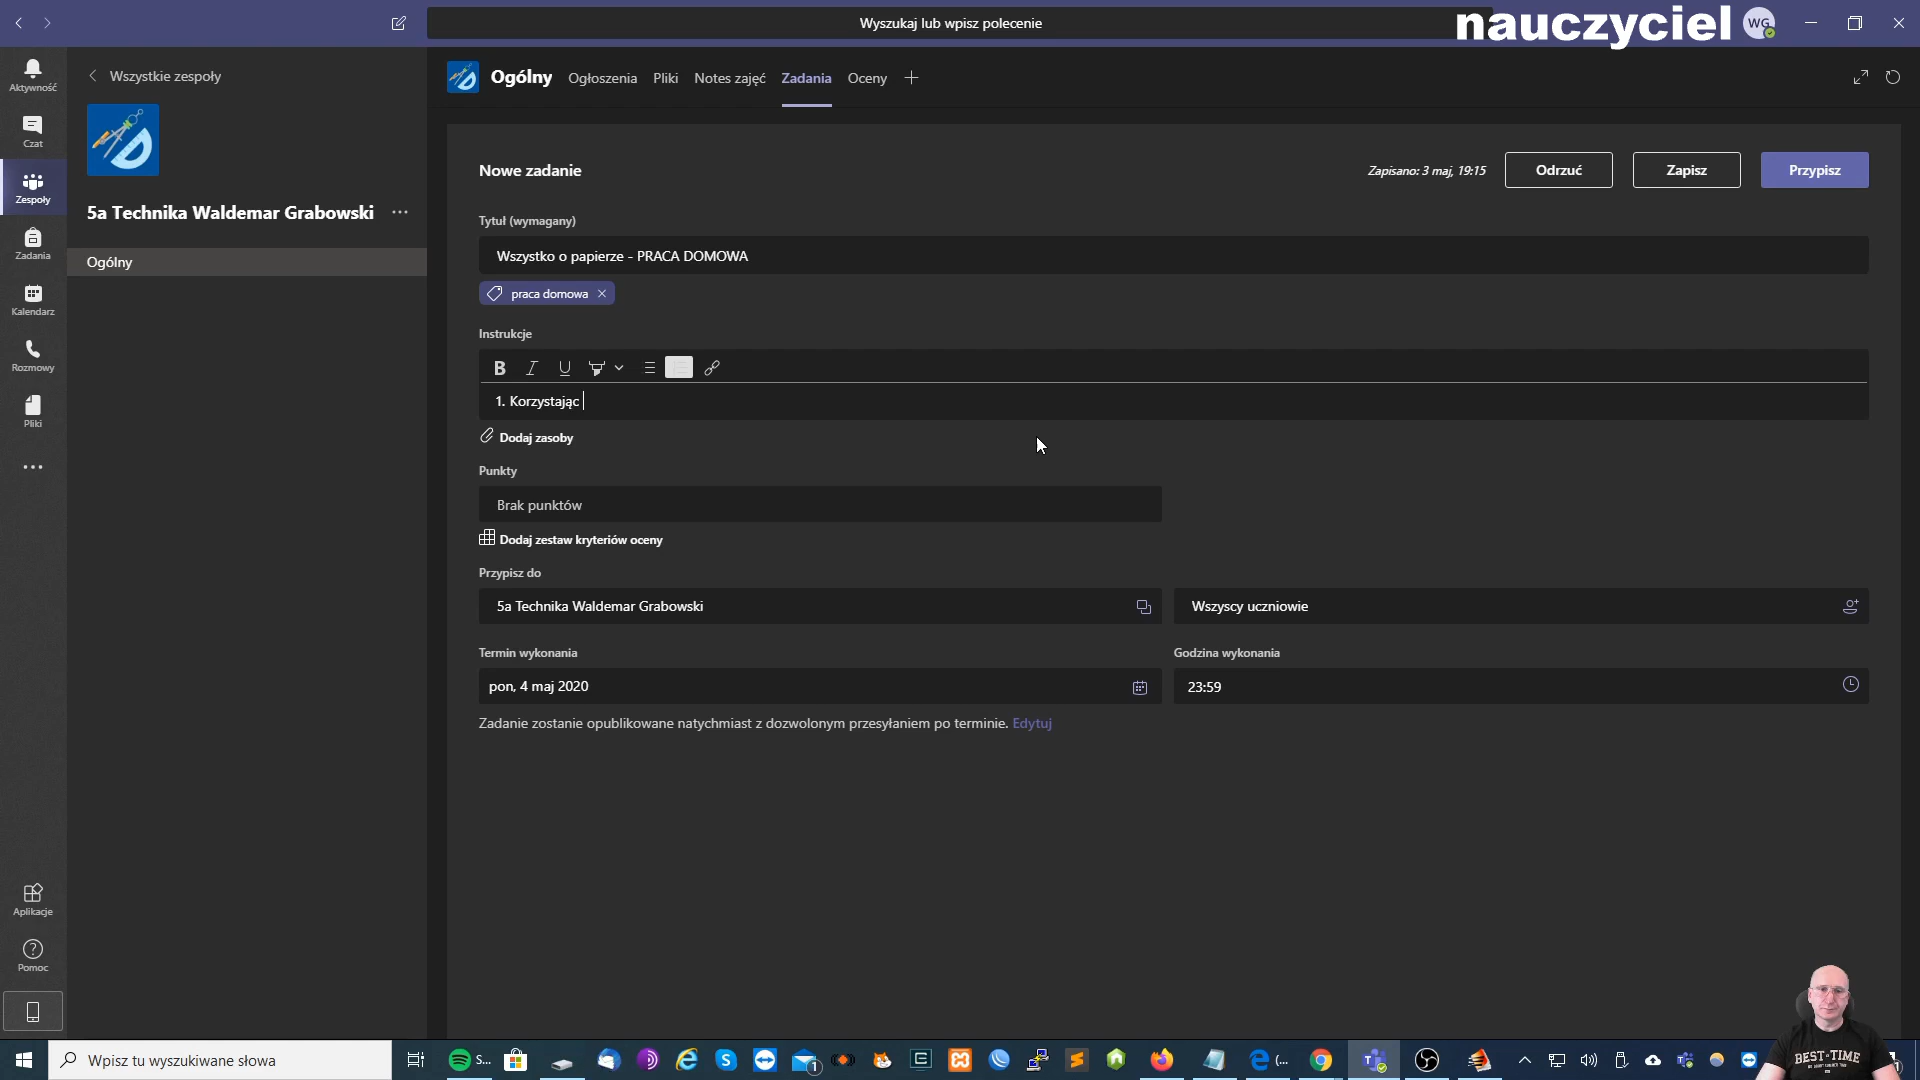 Wyszukaj lub wpisz polecenie
nauczyciel
WG
Aktywność
Czat
Zespoły
Zadania
Kalendarz
Rozmowy
Pliki
Aplikacje
Pomoc
Wszystkie zespoły
5a Technika Waldemar Grabowski
Ogólny
Ogólny Ogłoszenia Pliki Notes zajęć Zadania Oceny
Nowe zadanie
Zapisano: 3 maj, 19:15 Odrzuć Zapisz Przypisz
Tytuł (wymagany)
Wszystko o papierze - PRACA DOMOWA
praca domowa
Instrukcje
B I U
1. Korzystając
Dodaj zasoby
Punkty
Brak punktów
Dodaj zestaw kryteriów oceny
Przypisz do
5a Technika Waldemar Grabowski
Wszyscy uczniowie
Termin wykonania
pon, 4 maj 2020
Godzina wykonania
23:59
Zadanie zostanie opublikowane natychmiast z dozwolonym przesyłaniem po terminie. Edytuj
Wpisz tu wyszukiwane słowa
S...
1
(...
BEST-TIME